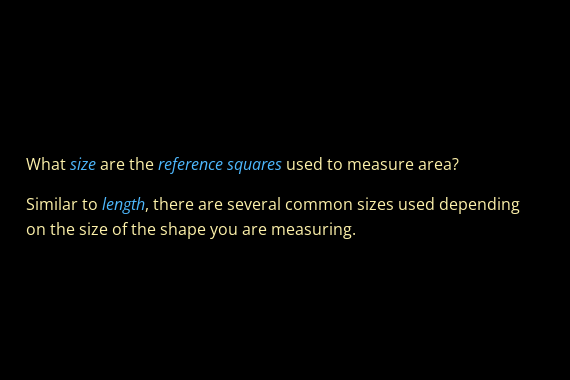 What size are the reference squares used to measure area?
Similar to length, there are several common sizes used depending
on the size of the shape you are measuring.